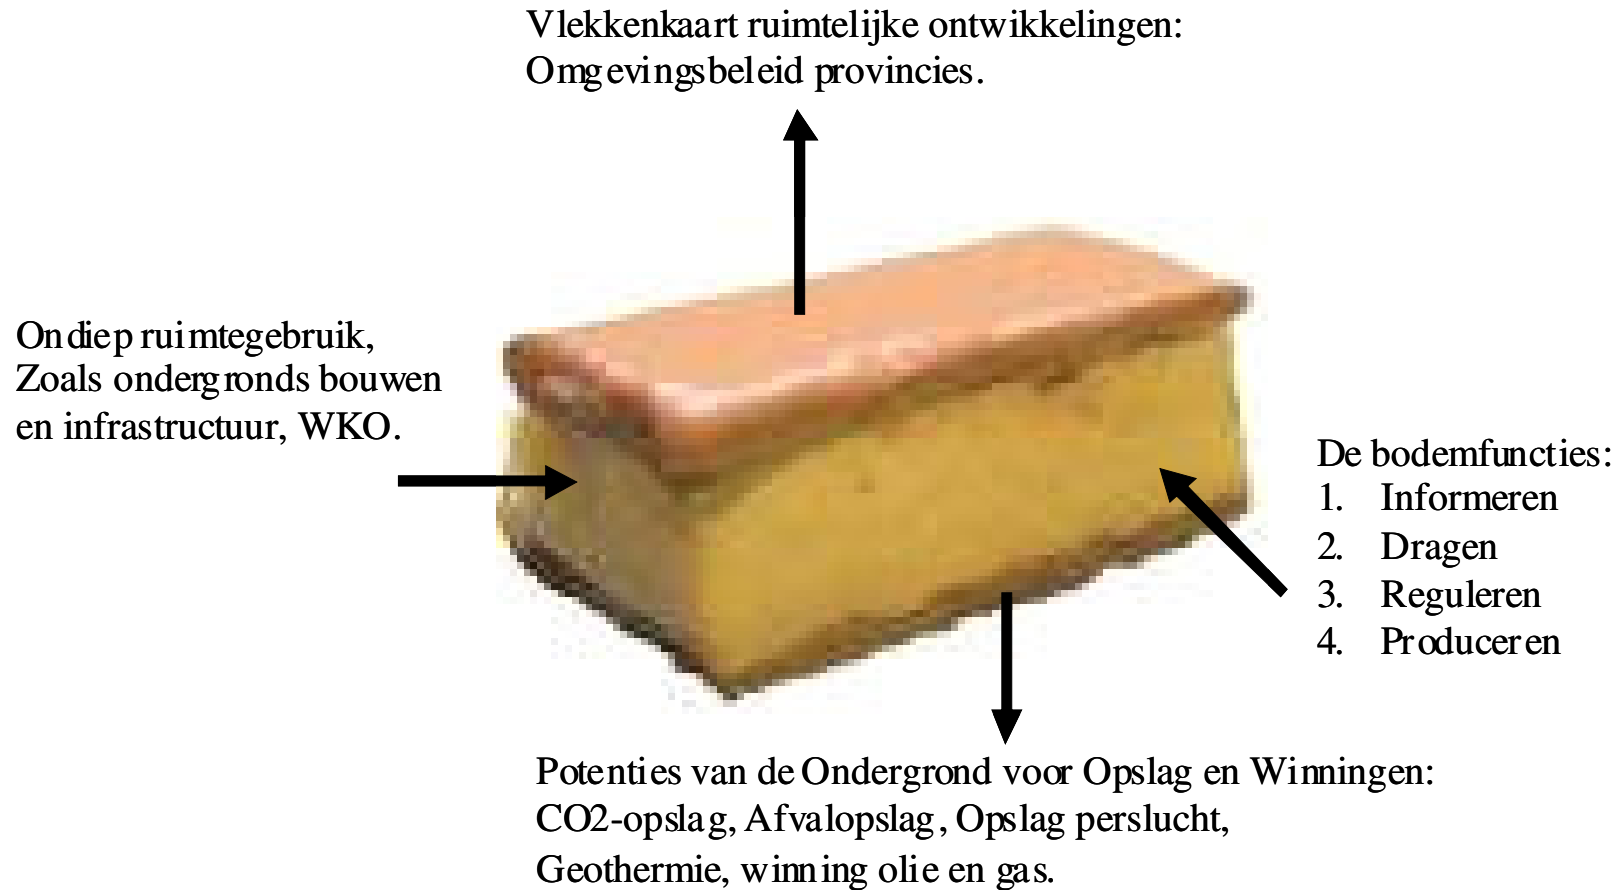 Vlekkenkaart ruimtelijke ontwikkelingen:
Omgevingsbeleid provincies.
Ondiep ruimtegebruik,
Zoals ondergronds bouwen
en infrastructuur, WKO.
De bodemfuncties:
1. Informeren
2. Dragen
3. Reguleren
4. Produceren
Potenties van de Ondergrond voor Opslag en Winningen:
CO2-opslag, Afvalopslag, Opslag perslucht,
Geothermie, winning olie en gas.